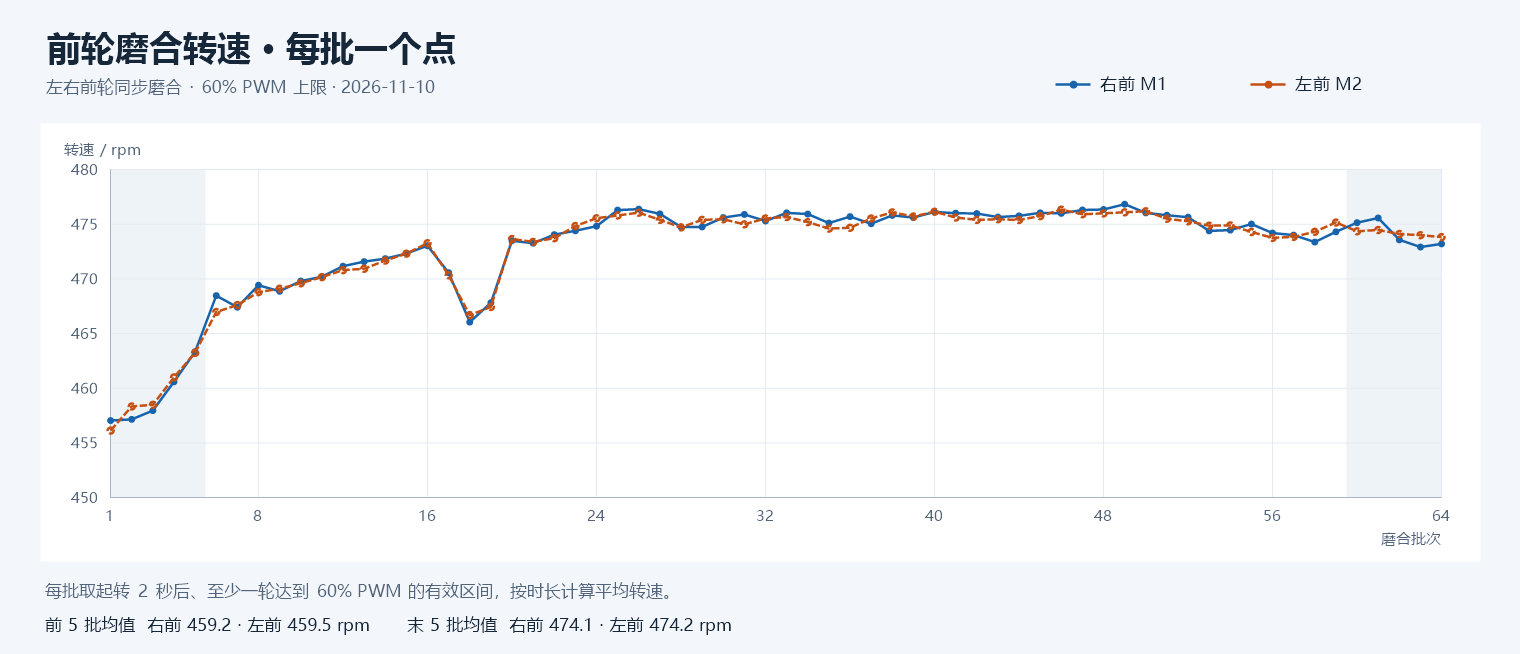 前轮磨合转速 • 每批一个点
左右前轮同步磨合 · 60% PWM 上限 · 2026-11-10
右前 M1
左前 M2
转速 / rpm
480
475
470
465
460
455
450
1 8 16 24 32 40 48 56 64
磨合批次
每批取起转 2 秒后、至少一轮达到 60% PWM 的有效区间，按时长计算平均转速。
前 5 批均值 右前 459.2 · 左前 459.5 rpm 末 5 批均值 右前 474.1 · 左前 474.2 rpm